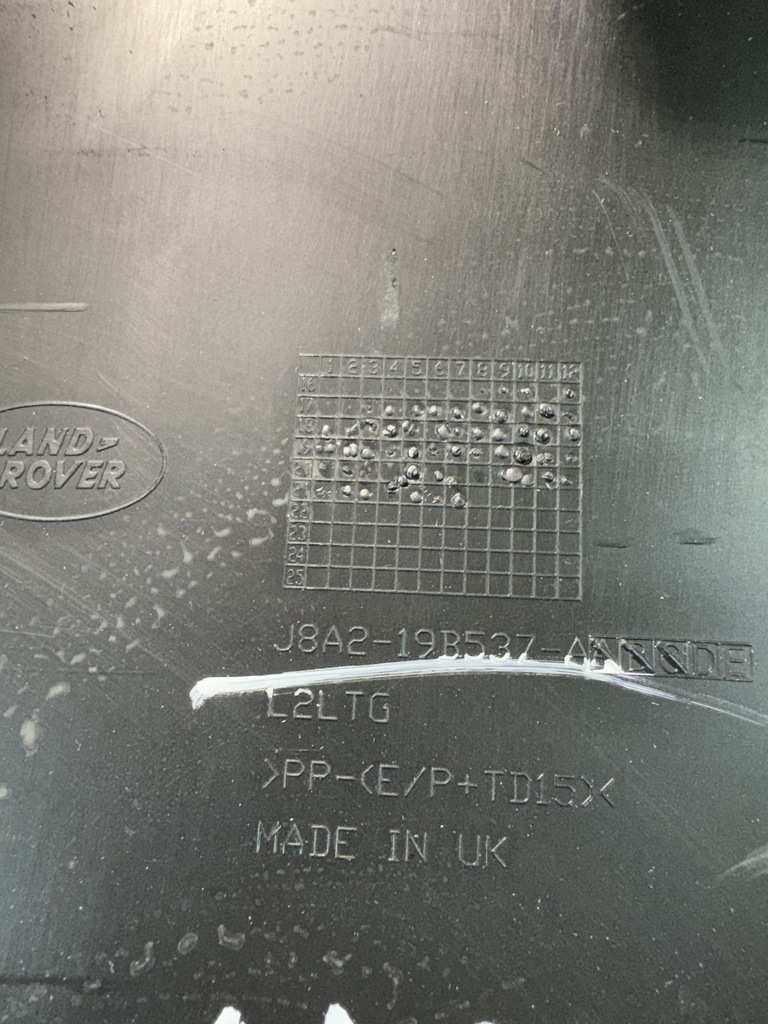 LAND-
ROVER
1 2 3 4 5 6 7 8 9 10 11 12
16
17
18
19
20
21
22
23
24
25
J8A2-19B537-A
DE
L2LTG
>PP-(E/P+TD15)<
MADE IN UK